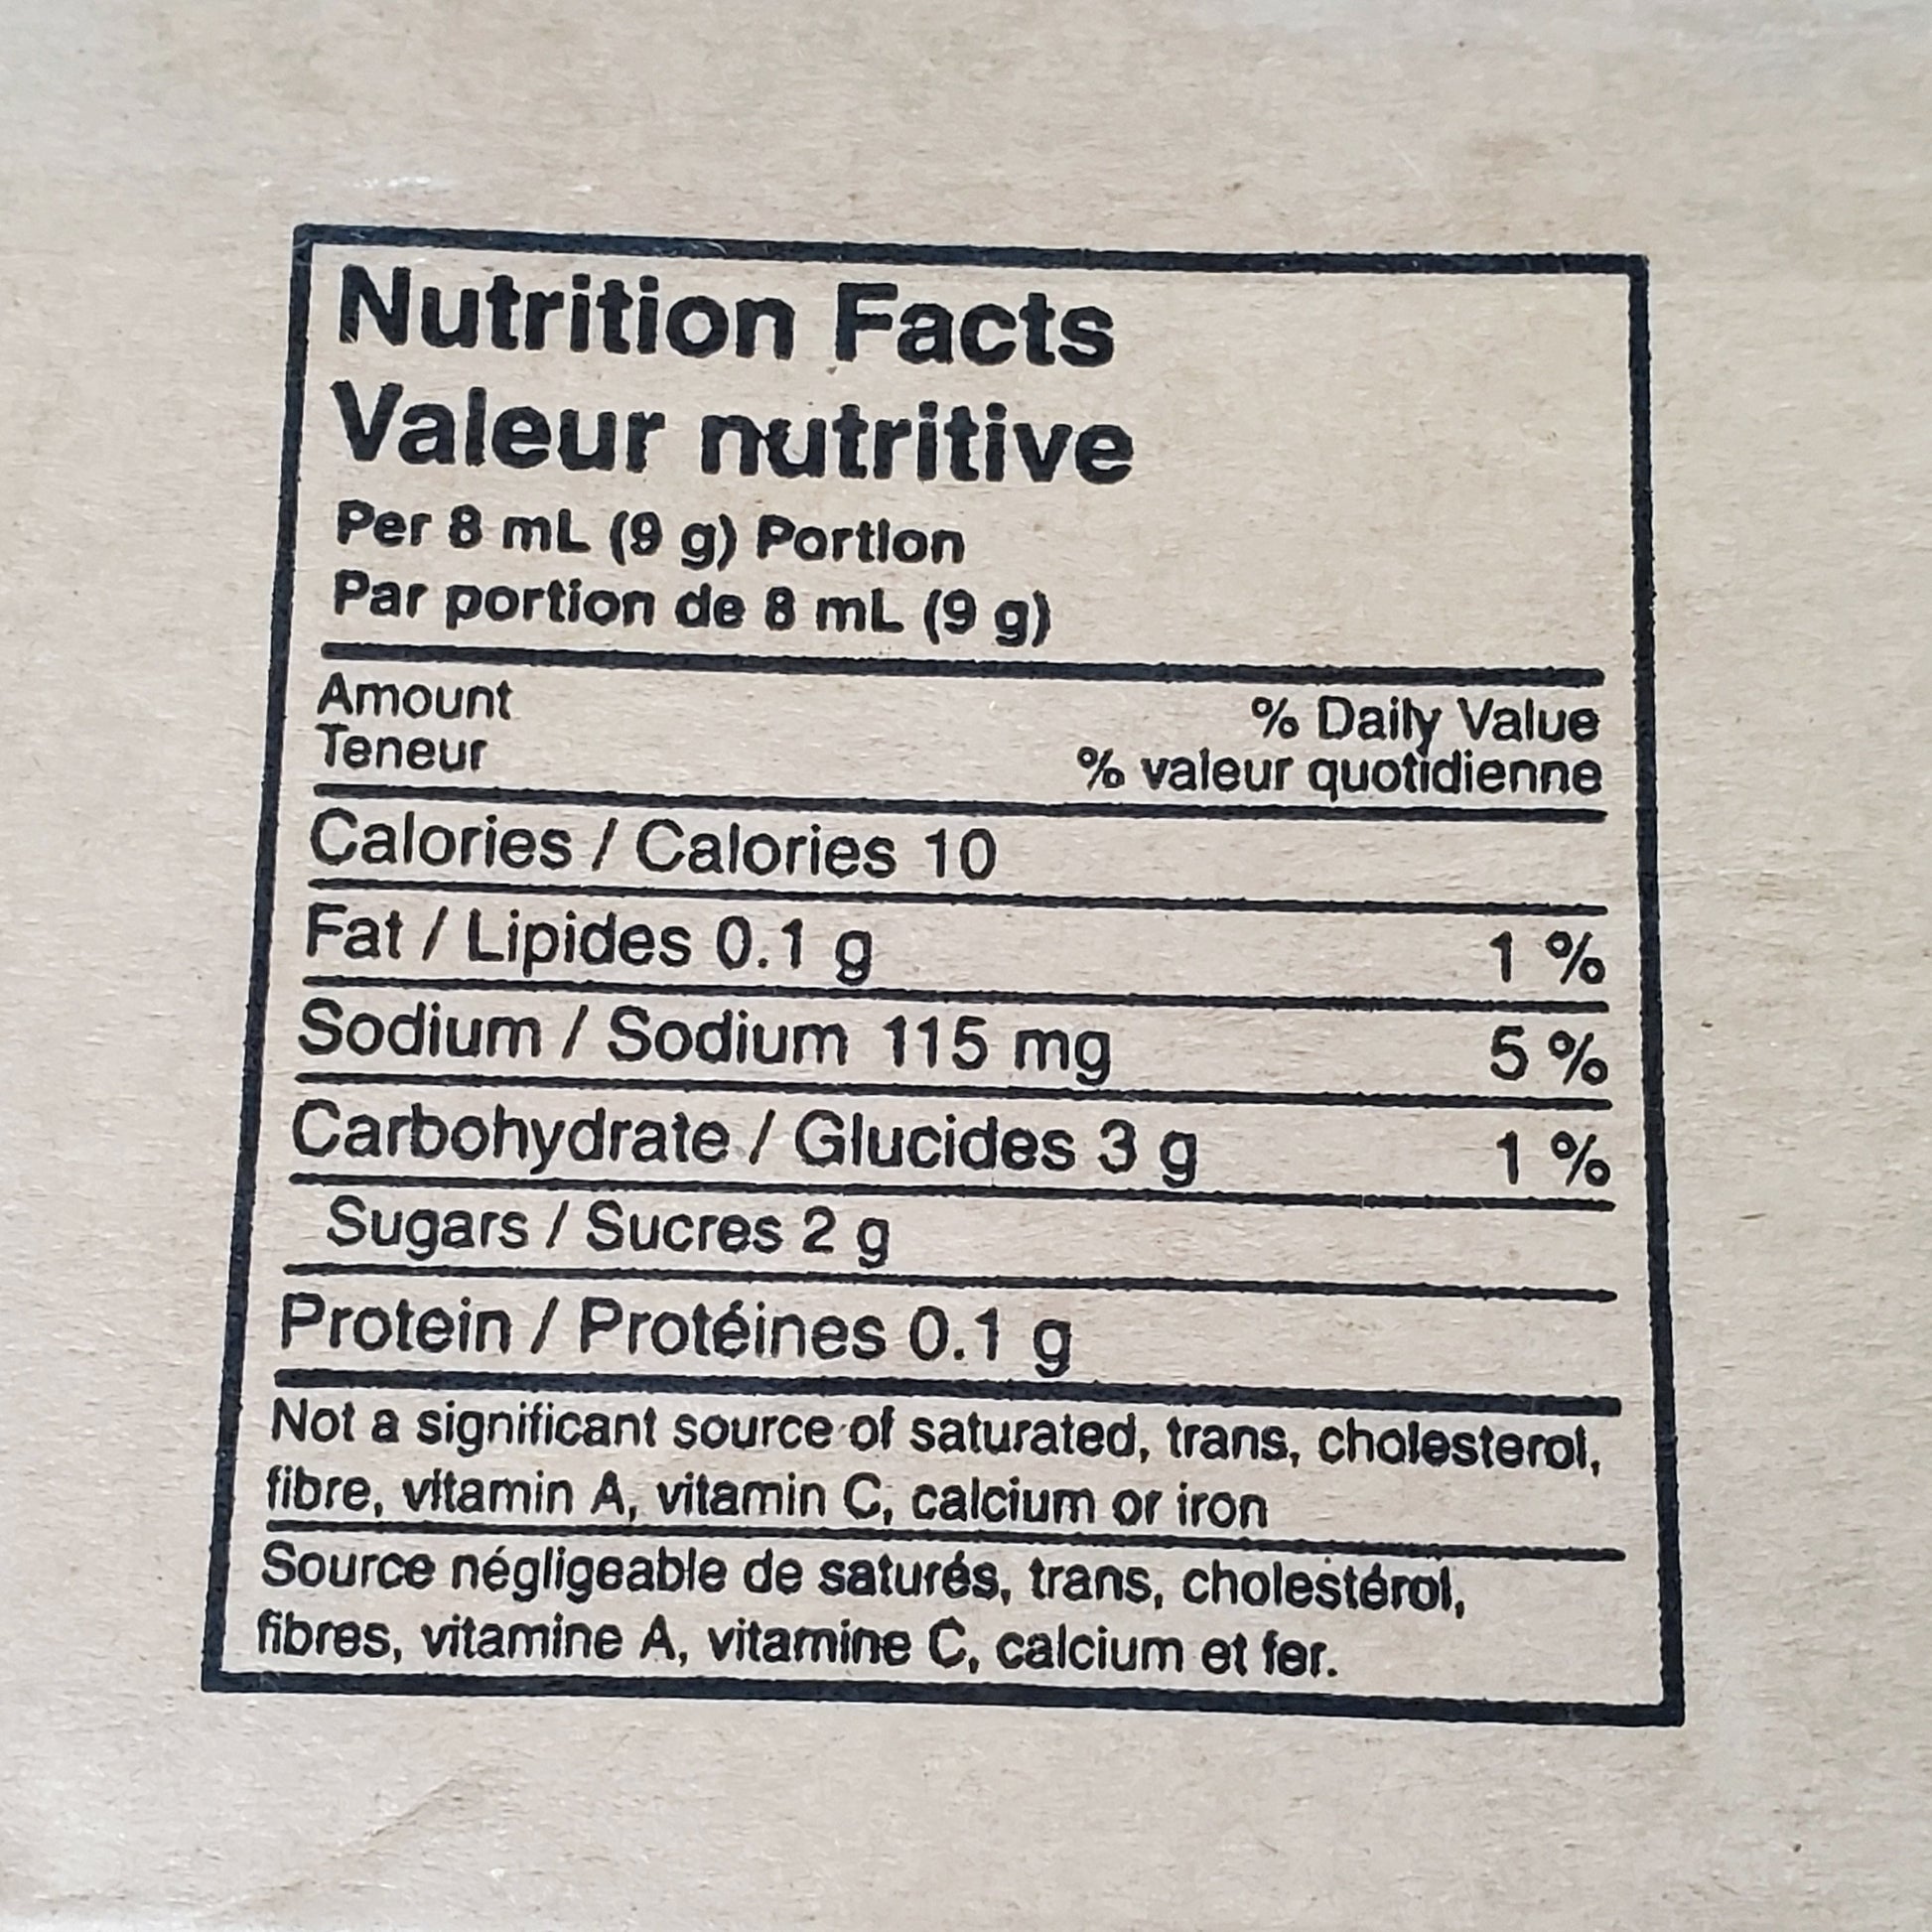 Nutrition Facts
Valeur nutritive
Per 8 mL (9 g) Portion
Par portion de 8 mL (9 g)
Amount % Daily Value
Teneur % valeur quotidienne
Calories / Calories 10
Fat / Lipides 0.1 g 1 %
Sodium / Sodium 115 mg 5 %
Carbohydrate / Glucides 3 g 1 %
Sugars / Sucres 2 g
Protein / Protéines 0.1 g
Not a significant source of saturated, trans, cholesterol,
fibre, vitamin A, vitamin C, calcium or iron
Source négligeable de saturés, trans, cholestérol,
fibres, vitamine A, vitamine C, calcium et fer.